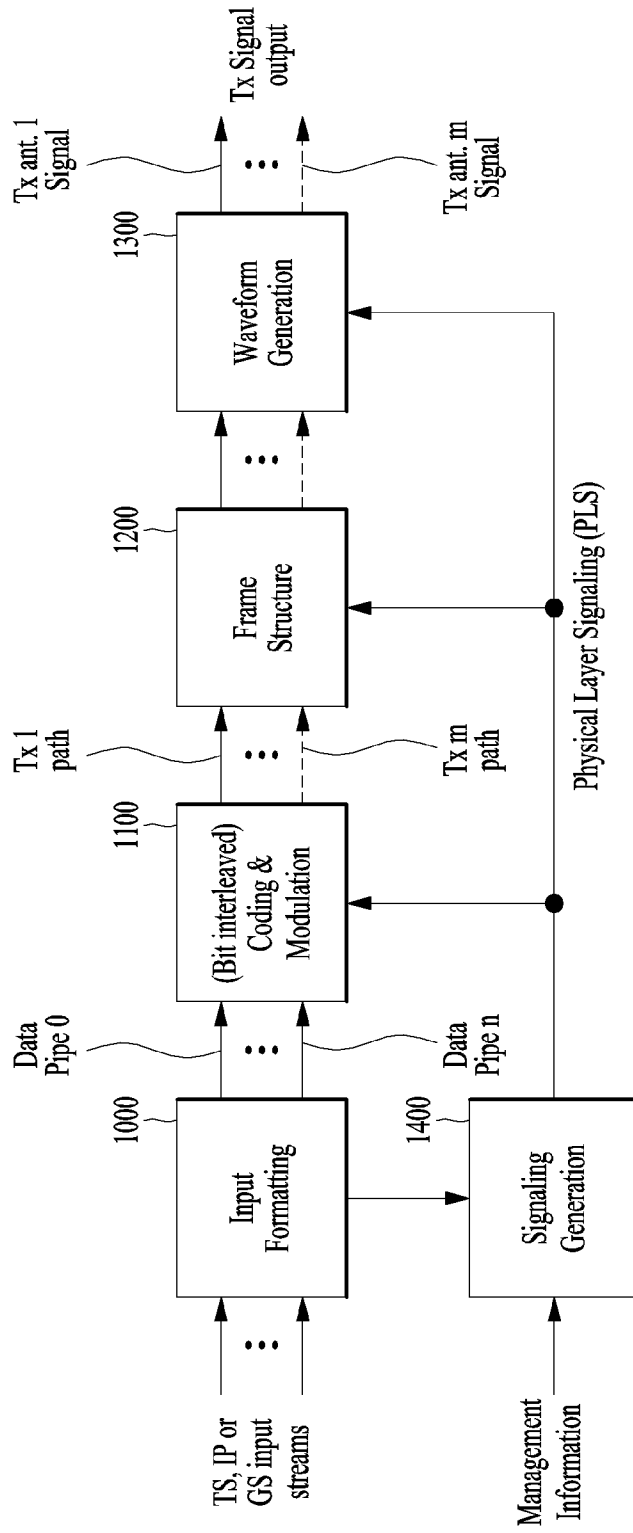 TS, IP or
GS input
streams
1000
Input
Formatting
Data
Pipe 0
Data
Pipe n
1100
(Bit interleaved)
Coding &
Modulation
Tx 1
path
Tx m
path
1200
Frame
Structure
1300
Waveform
Generation
Tx ant. 1
Signal
Tx ant. m
Signal
Tx Signal
output
Management
Information
1400
Signaling
Generation
Physical Layer Signaling (PLS)